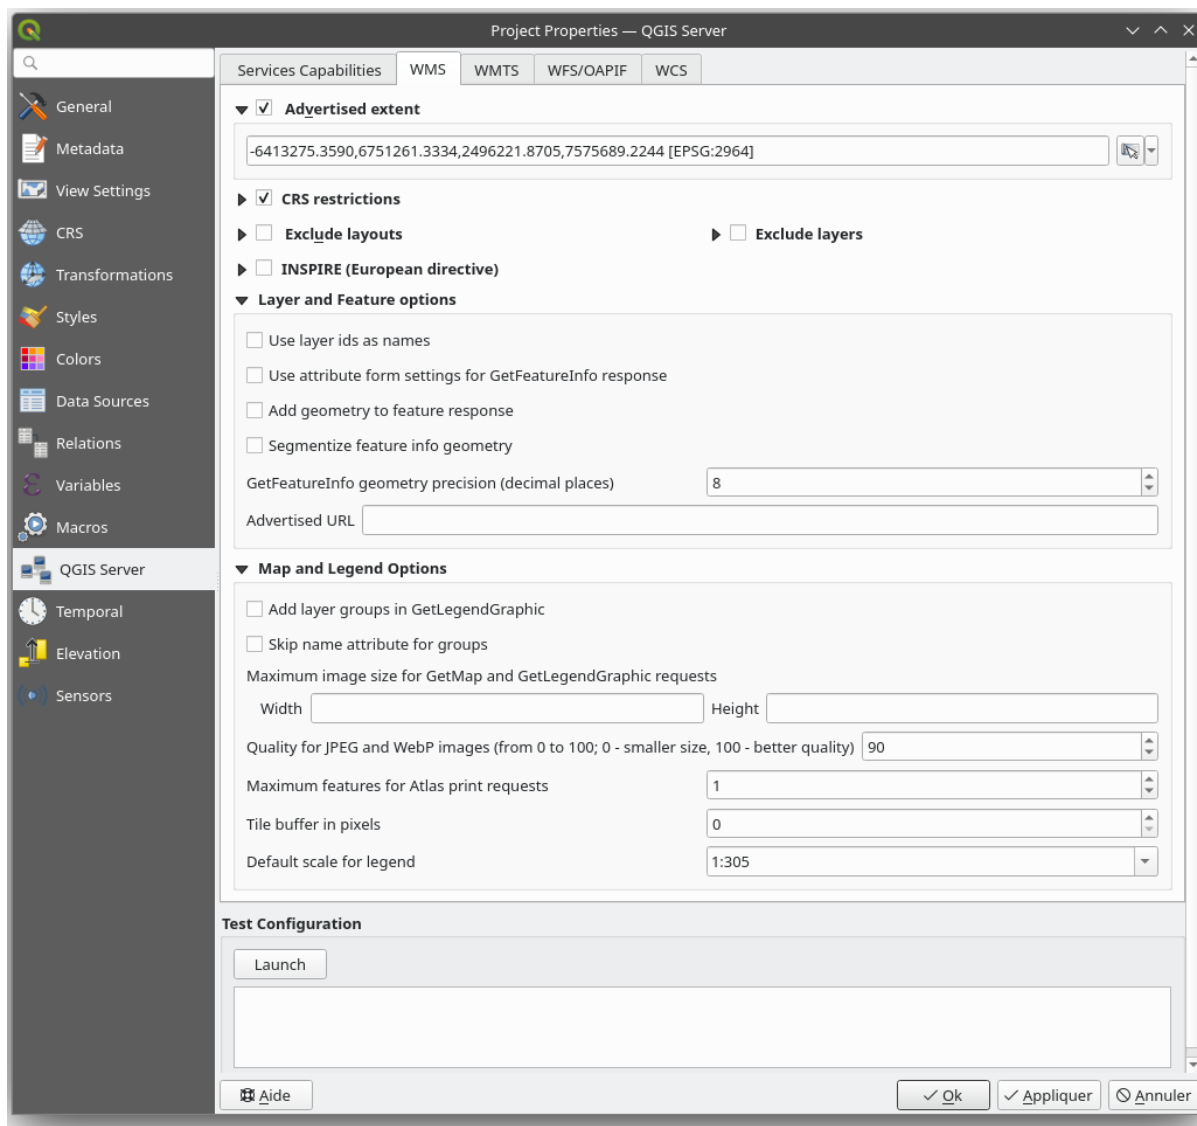 Project Properties — QGIS Server
General
Metadata
View Settings
CRS
Transformations
Styles
Colors
Data Sources
Relations
Variables
Macros
QGIS Server
Temporal
Elevation
Sensors
Services Capabilities WMS WMTS WFS/OAPIF WCS
Advertised extent
-6413275.3590,6751261.3334,2496221.8705,7575689.2244 [EPSG:2964]
CRS restrictions
Exclude layouts Exclude layers
INSPIRE (European directive)
Layer and Feature options
Use layer ids as names
Use attribute form settings for GetFeatureInfo response
Add geometry to feature response
Segmentize feature info geometry
GetFeatureInfo geometry precision (decimal places) 8
Advertised URL
Map and Legend Options
Add layer groups in GetLegendGraphic
Skip name attribute for groups
Maximum image size for GetMap and GetLegendGraphic requests
Width Height
Quality for JPEG and WebP images (from 0 to 100; 0 - smaller size, 100 - better quality) 90
Maximum features for Atlas print requests 1
Tile buffer in pixels 0
Default scale for legend 1:305
Test Configuration
Launch
Aide Ok Appliquer Annuler